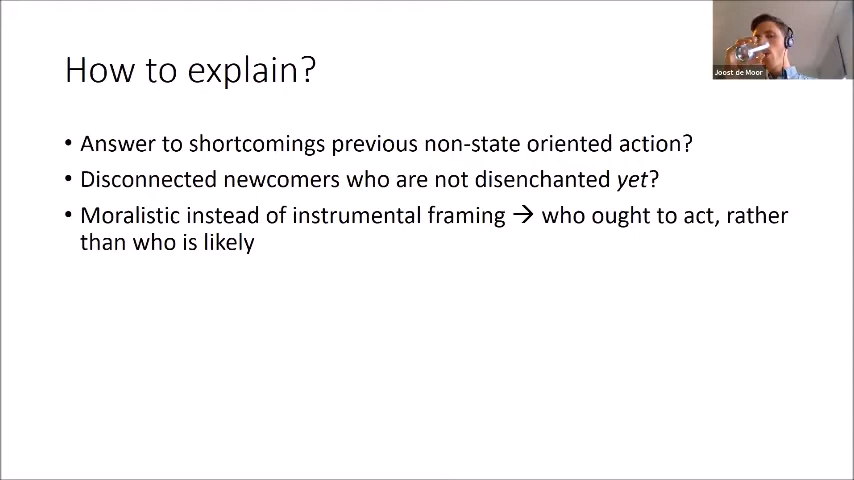 How to explain?
Joost de Moor
• Answer to shortcomings previous non-state oriented action?
• Disconnected newcomers who are not disenchanted yet?
• Moralistic instead of instrumental framing → who ought to act, rather
than who is likely